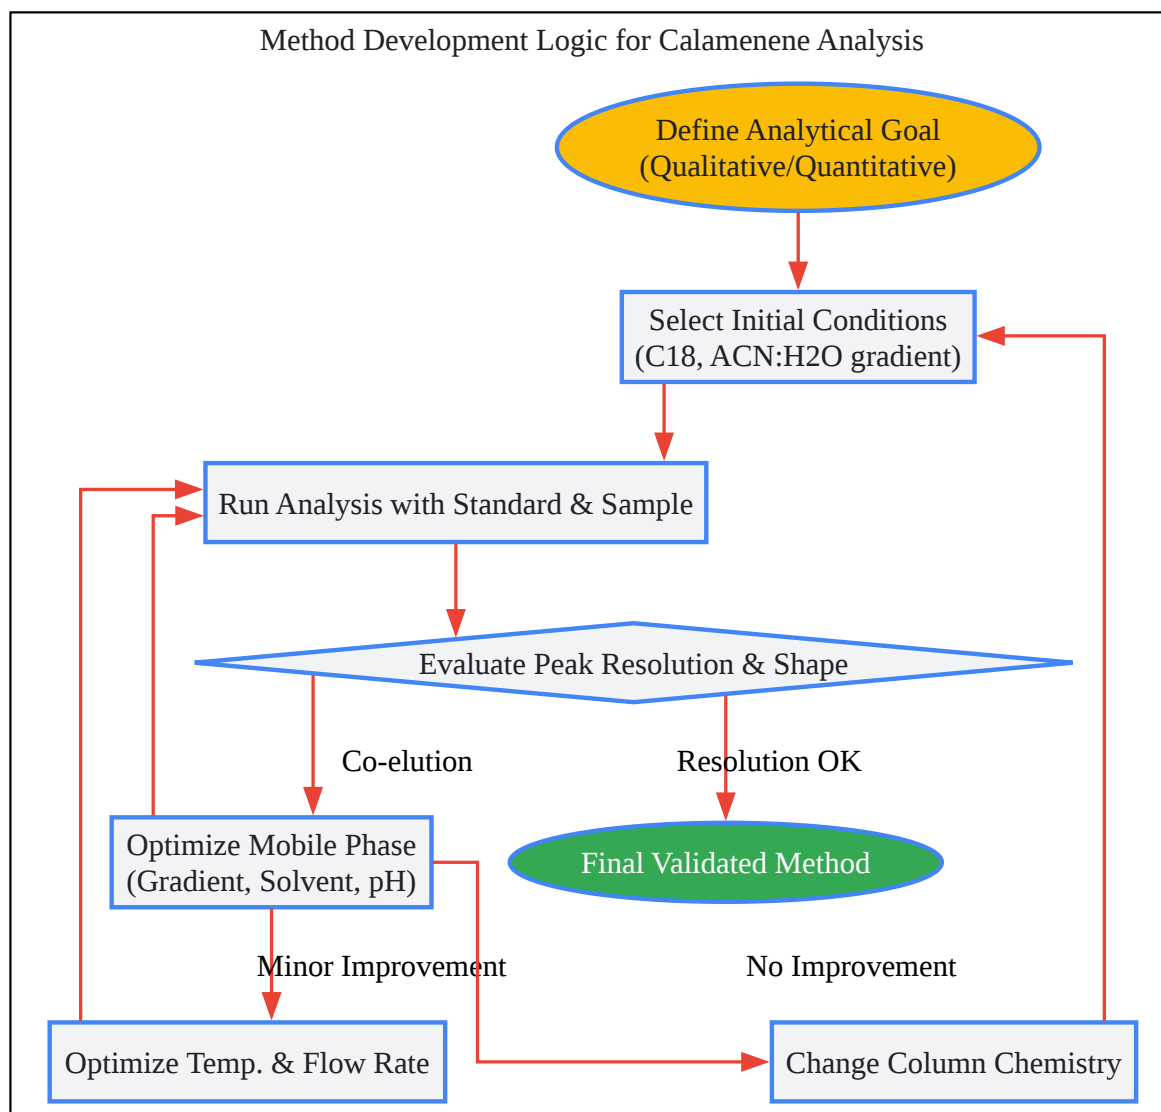 Method Development Logic for Calamenene Analysis
Define Analytical Goal
(Qualitative/Quantitative)
Select Initial Conditions
(C18, ACN:H2O gradient)
Run Analysis with Standard & Sample
Evaluate Peak Resolution & Shape
Co-elution
Resolution OK
Optimize Mobile Phase
(Gradient, Solvent, pH)
Final Validated Method
Minor Improvement
No Improvement
Optimize Temp. & Flow Rate
Change Column Chemistry